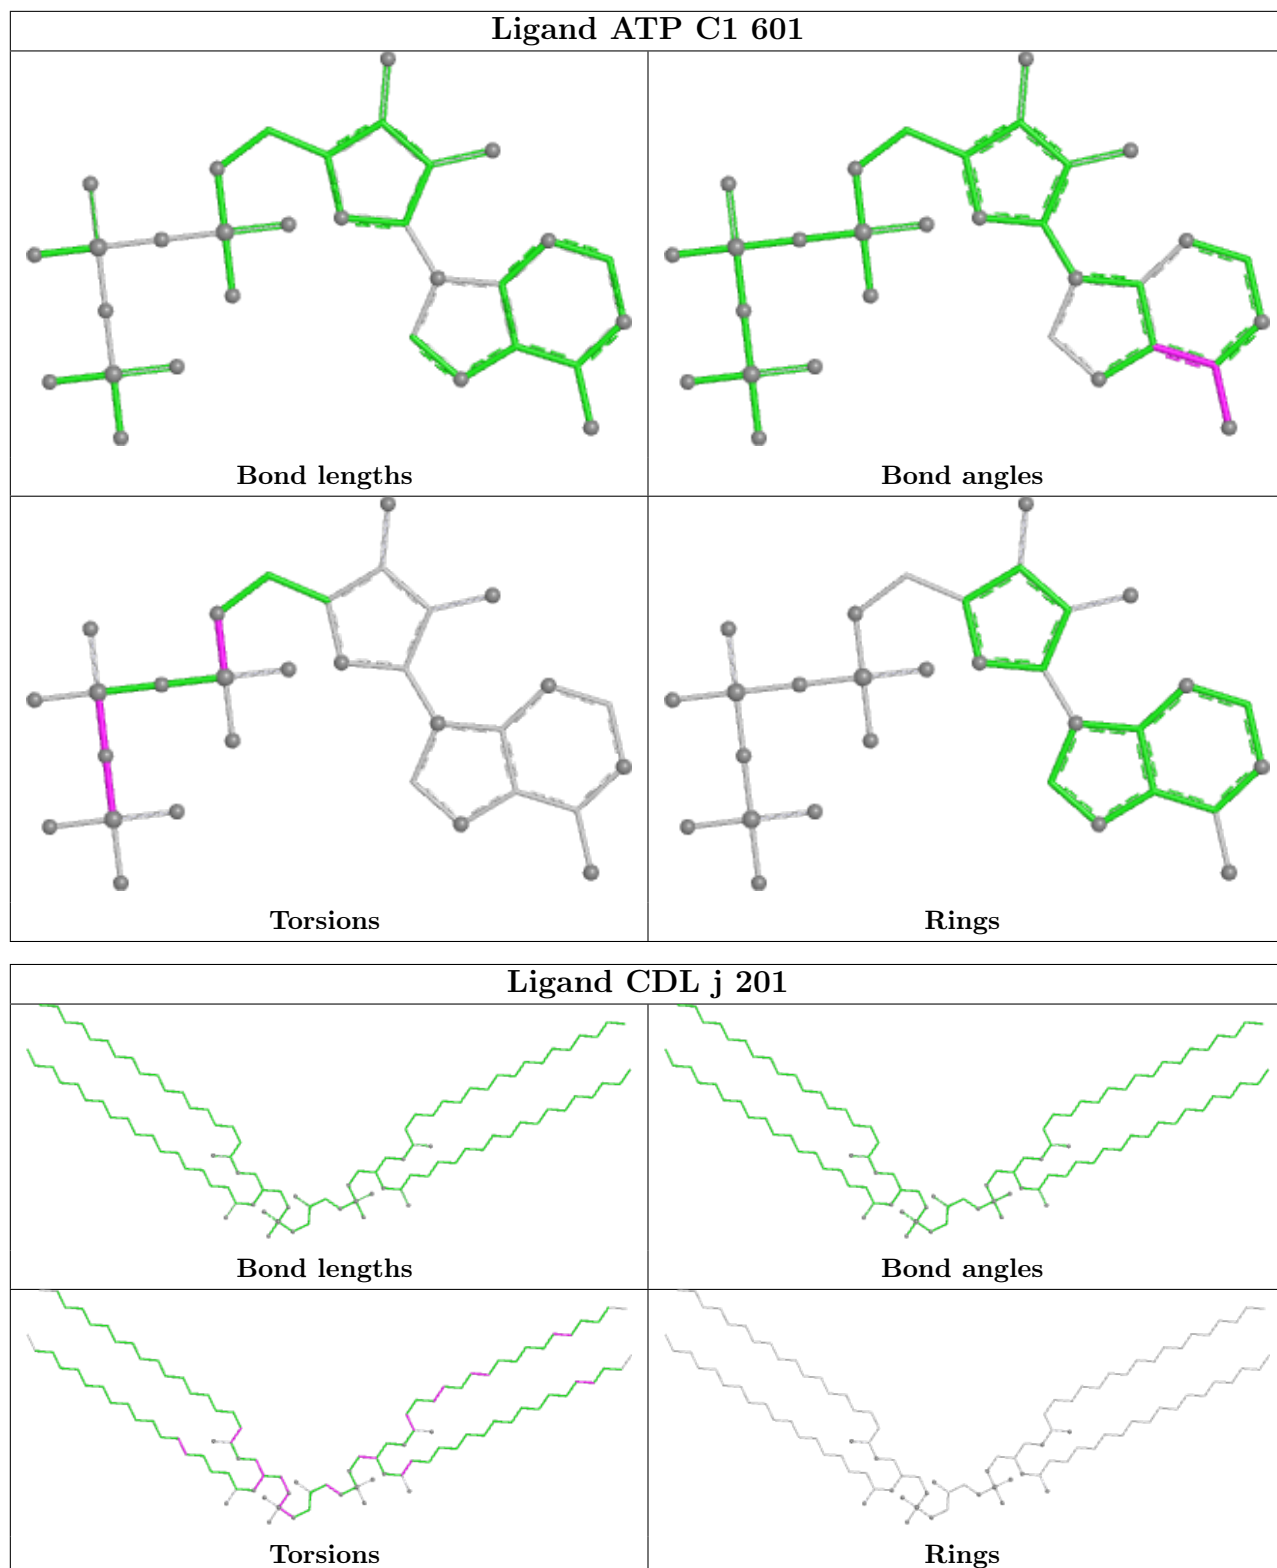 Ligand ATP C1 601
Bond lengths
Bond angles
Torsions
Rings
Ligand CDL j 201
Bond lengths
Bond angles
Torsions
Rings